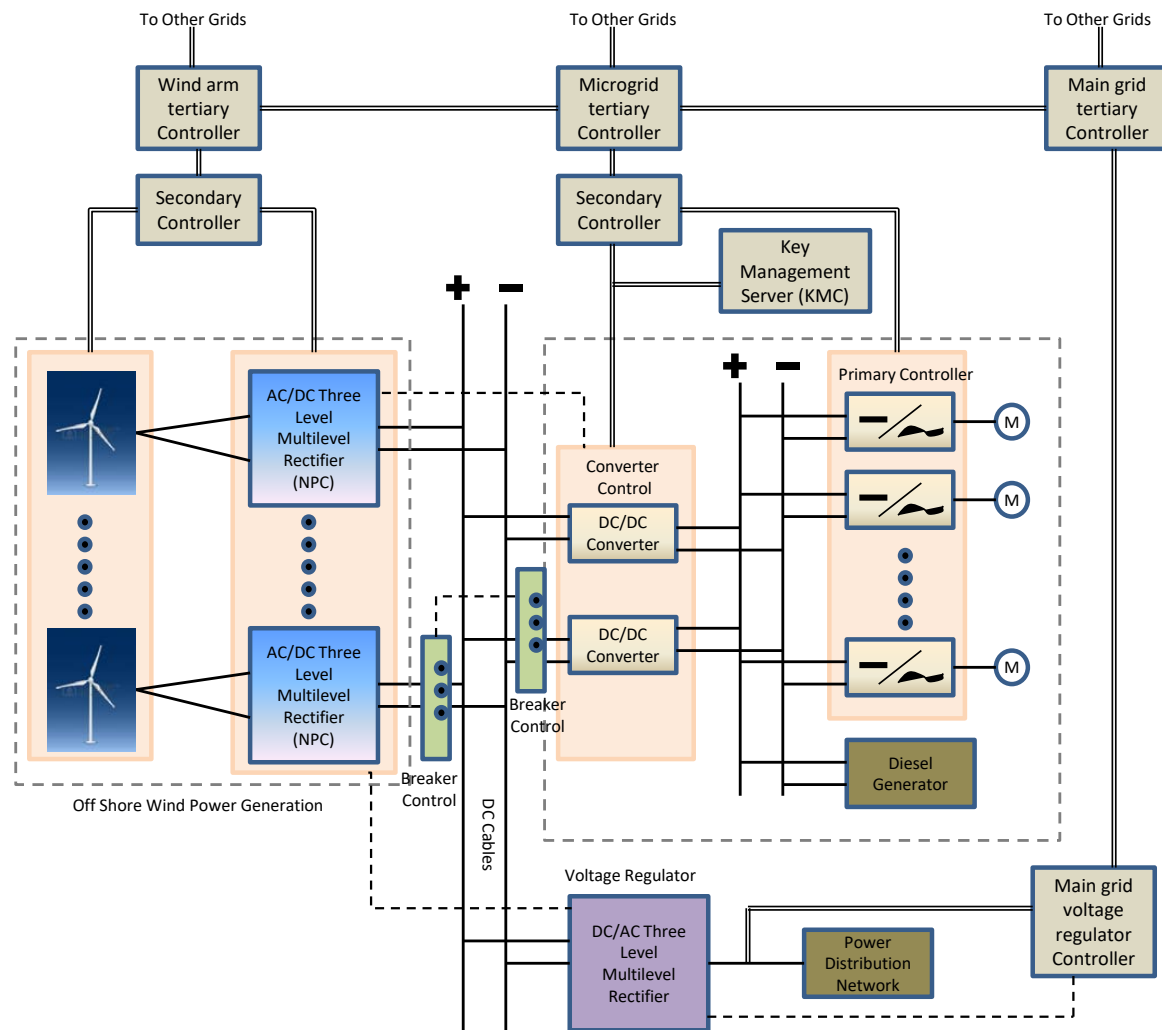 To Other Grids
To Other Grids
To Other Grids
Wind arm
tertiary
Controller
Microgrid
tertiary
Controller
Main grid
tertiary
Controller
Secondary
Controller
Secondary
Controller
Key
Management
Server (KMC)
+ −
+ −
Primary Controller
AC/DC Three
Level
Multilevel
Rectifier
(NPC)
M
Converter
Control
DC/DC
Converter
M
DC/DC
Converter
AC/DC Three
Level
Multilevel
Rectifier
(NPC)
M
Breaker
Control
Breaker
Control
Diesel
Generator
Off Shore Wind Power Generation
DC Cables
Voltage Regulator
DC/AC Three
Level
Multilevel
Rectifier
Power
Distribution
Network
Main grid
voltage
regulator
Controller